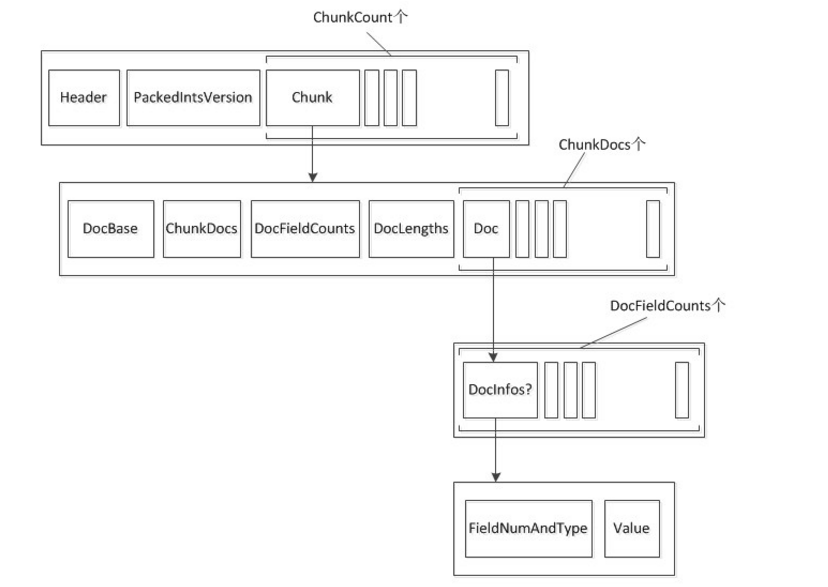 ChunkCount个
Header PackedIntsVersion Chunk
ChunkDocs个
DocBase ChunkDocs DocFieldCounts DocLengths Doc
DocFieldCounts个
DocInfos?
FieldNumAndType Value